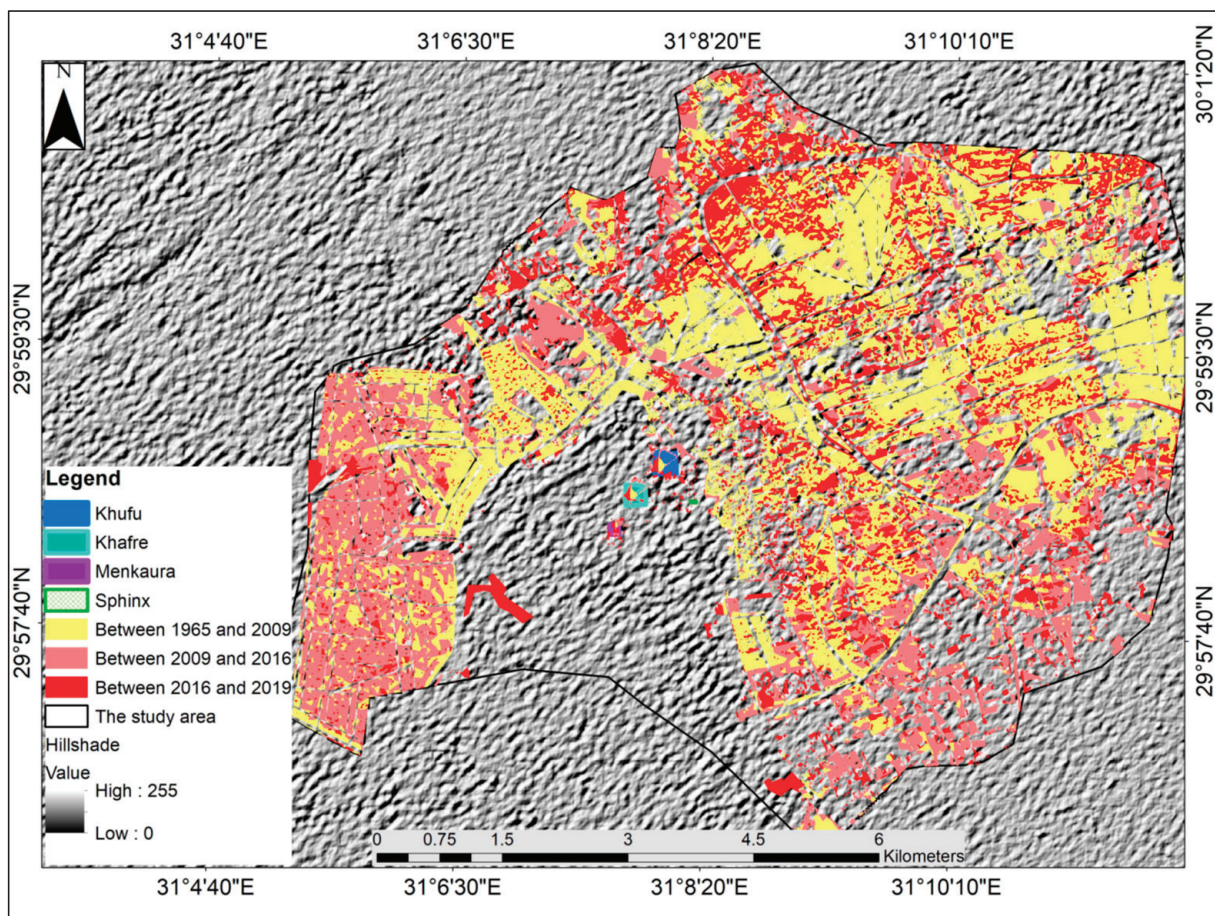 31°4'40"E 31°6'30"E 31°8'20"E 31°10'10"E
N
30°1'20"N
29°59'30"N
29°59'30"N
29°57'40"N
29°57'40"N
Legend
Khufu
Khafre
Menkaura
Sphinx
Between 1965 and 2009
Between 2009 and 2016
Between 2016 and 2019
The study area
Hillshade
Value
High : 255
Low : 0
0 0.75 1.5 3 4.5 6
Kilometers
31°4'40"E 31°6'30"E 31°8'20"E 31°10'10"E